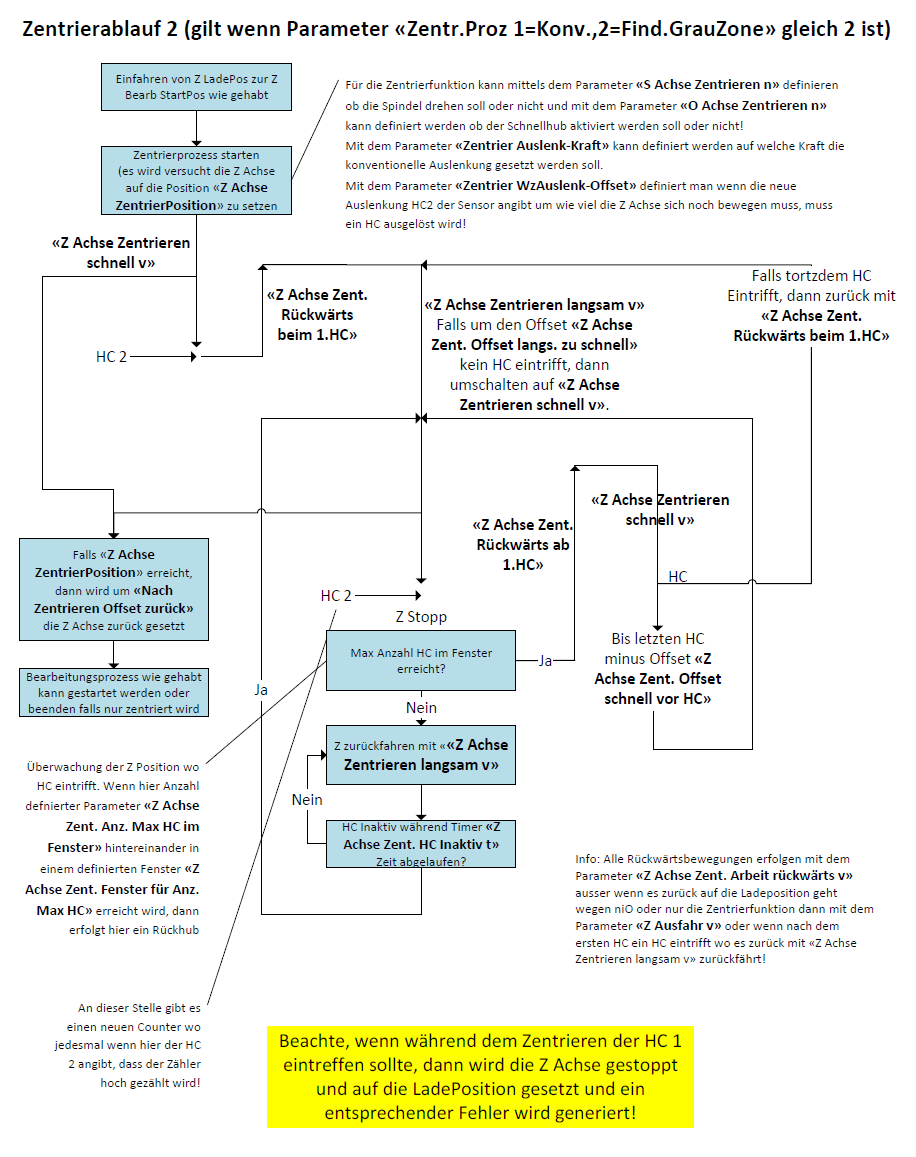 Zentrierablauf 2 (gilt wenn Parameter «Zentr.Proz 1=Konv.,2=Find.GrauZone» gleich 2 ist)
Einfahren von Z LadePos zur Z
Bearb StartPos wie gehabt
Für die Zentrierfunktion kann mittels dem Parameter «S Achse Zentrieren n» definieren
ob die Spindel drehen soll oder nicht und mit dem Parameter «O Achse Zentrieren n»
kann definiert werden ob der Schnellhub aktiviert werden soll oder nicht!
Mit dem Parameter «Zentrier Auslenk-Kraft» kann definiert werden auf welche Kraft die
konventionelle Auslenkung gesetzt werden soll.
Mit dem Parameter «Zentrier WzAuslenk-Offset» definiert man wenn die neue
Auslenkung HC2 der Sensor angibt um wie viel die Z Achse sich noch bewegen muss, muss
ein HC ausgelöst wird!
Zentrierprozess starten
(es wird versucht die Z Achse
auf die Position «Z Achse
ZentrierPosition» zu setzen
«Z Achse Zentrieren
schnell v»
HC 2
«Z Achse Zent.
Rückwärts
beim 1.HC»
«Z Achse Zentrieren langsam v»
Falls um den Offset «Z Achse
Zent. Offset langs. zu schnell»
kein HC eintrifft, dann
umschalten auf «Z Achse
Zentrieren schnell v».
Falls tortzdem HC
Eintrifft, dann zurück mit
«Z Achse Zent.
Rückwärts beim 1.HC»
«Z Achse Zent.
Rückwärts ab
1.HC»
«Z Achse Zentrieren
schnell v»
HC
Bis letzten HC
minus Offset «Z
Achse Zent. Offset
schnell vor HC»
Falls «Z Achse
ZentrierPosition» erreicht,
dann wird um «Nach
Zentrieren Offset zurück»
die Z Achse zurück gesetzt
Bearbeitungsprozess wie gehabt
kann gestartet werden oder
beenden falls nur zentriert wird
HC 2
Z Stopp
Max Anzahl HC im Fenster
erreicht?
Ja
Ja
Nein
Z zurückfahren mit ««Z Achse
Zentrieren langsam v»
Nein
HC Inaktiv während Timer «Z
Achse Zent. HC Inaktiv t»
Zeit abgelaufen?
Überwachung der Z Position wo
HC eintrifft. Wenn hier Anzahl
defnierter Parameter «Z Achse
Zent. Anz. Max HC im
Fenster» hintereinander in
einem definierten Fenster «Z
Achse Zent. Fenster für Anz.
Max HC» erreicht wird, dann
erfolgt hier ein Rückhub
Info: Alle Rückwärtsbewegungen erfolgen mit dem
Parameter «Z Achse Zent. Arbeit rückwärts v»
ausser wenn es zurück auf die Ladeposition geht
wegen niO oder nur die Zentrierfunktion dann mit dem
Parameter «Z Ausfahr v» oder wenn nach dem
ersten HC ein HC eintrifft wo es zurück mit «Z Achse
Zentrieren langsam v» zurückfährt!
An dieser Stelle gibt es
einen neuen Counter wo
jedesmal wenn hier der HC
2 angibt, dass der Zähler
hoch gezählt wird!
Beachte, wenn während dem Zentrieren der HC 1
eintreffen sollte, dann wird die Z Achse gestoppt
und auf die LadePosition gesetzt und ein
entsprechender Fehler wird generiert!